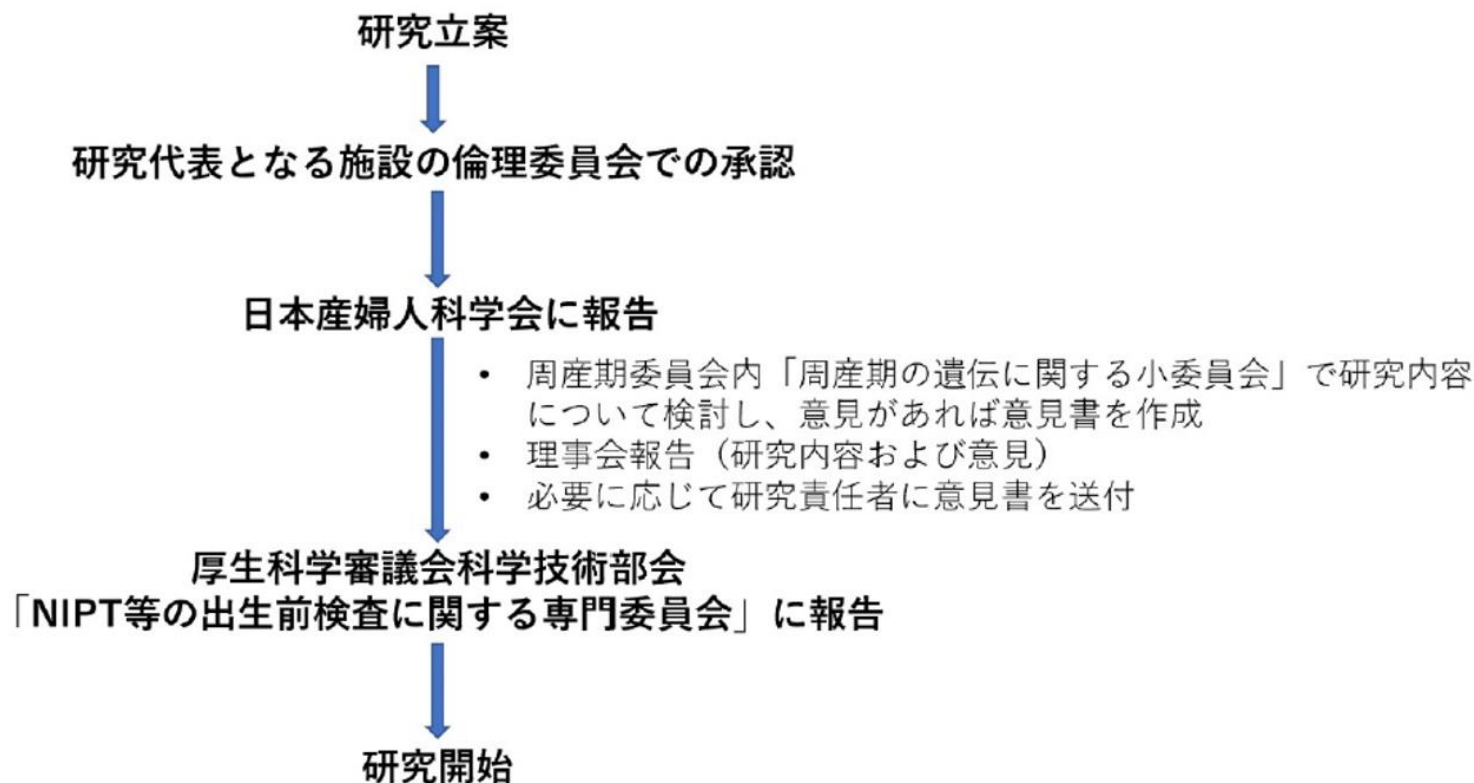 研究立案
研究代表となる施設の倫理委員会での承認
日本産婦人科学会に報告
• 周産期委員会内「周産期の遺伝に関する小委員会」で研究内容
について検討し、意見があれば意見書を作成
• 理事会報告（研究内容および意見）
• 必要に応じて研究責任者に意見書を送付
厚生科学審議会科学技術部会
「NIPT等の出生前検査に関する専門委員会」に報告
研究開始